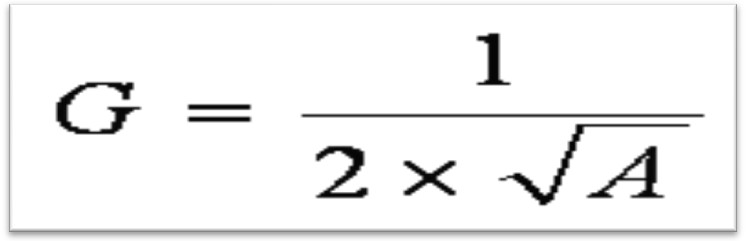 G = 1 / (2 × √A)